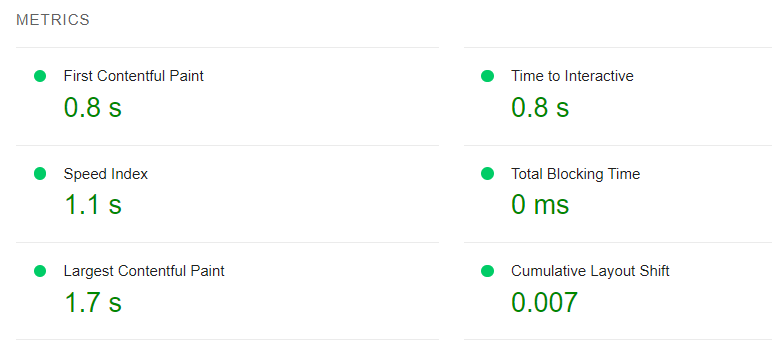 METRICS
First Contentful Paint
0.8 s
Time to Interactive
0.8 s
Speed Index
1.1 s
Total Blocking Time
0 ms
Largest Contentful Paint
1.7 s
Cumulative Layout Shift
0.007